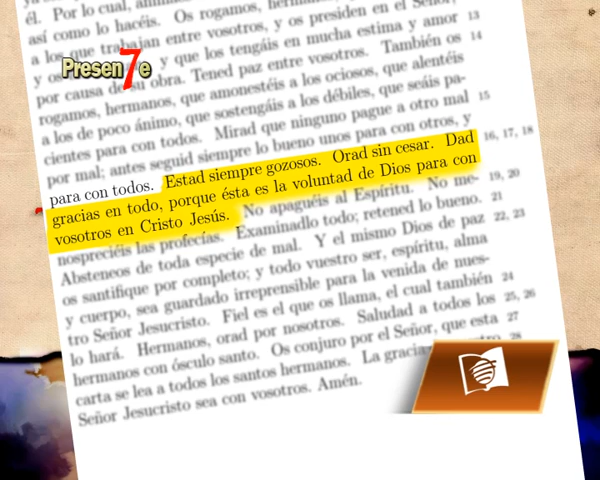 él. Por lo cual,
así como lo hacéis. Os rogamos,
a los que trabajan entre vosotros, y os presiden en el Señor, 13
y os y que los tengáis en mucha estima y amor 14
por causa de su obra. Tened paz entre vosotros. También os
rogamos, hermanos, que amonestéis a los ociosos, que alentéis
a los de poco ánimo, que sostengáis a los débiles, que seáis pa-
cientes para con todos. Mirad que ninguno pague a otro mal 15
por mal; antes seguid siempre lo bueno unos para con otros, y
para con todos. Estad siempre gozosos. Orad sin cesar. Dad 16, 17, 18
gracias en todo, porque ésta es la voluntad de Dios para con
vosotros en Cristo Jesús. No apaguéis al Espíritu. No me- 19, 20
nospreciéis las profecías. Examinadlo todo; retened lo bueno. 21
Absteneos de toda especie de mal. Y el mismo Dios de paz 22, 23
os santifique por completo; y todo vuestro ser, espíritu, alma
y cuerpo, sea guardado irreprensible para la venida de nues-
tro Señor Jesucristo. Fiel es el que os llama, el cual también 24
lo hará. Hermanos, orad por nosotros. Saludad a todos los 25, 26
hermanos con ósculo santo. Os conjuro por el Señor, que esta 27
carta se lea a todos los santos hermanos. La gracia 28
Señor Jesucristo sea con vosotros. Amén.
Presen7e